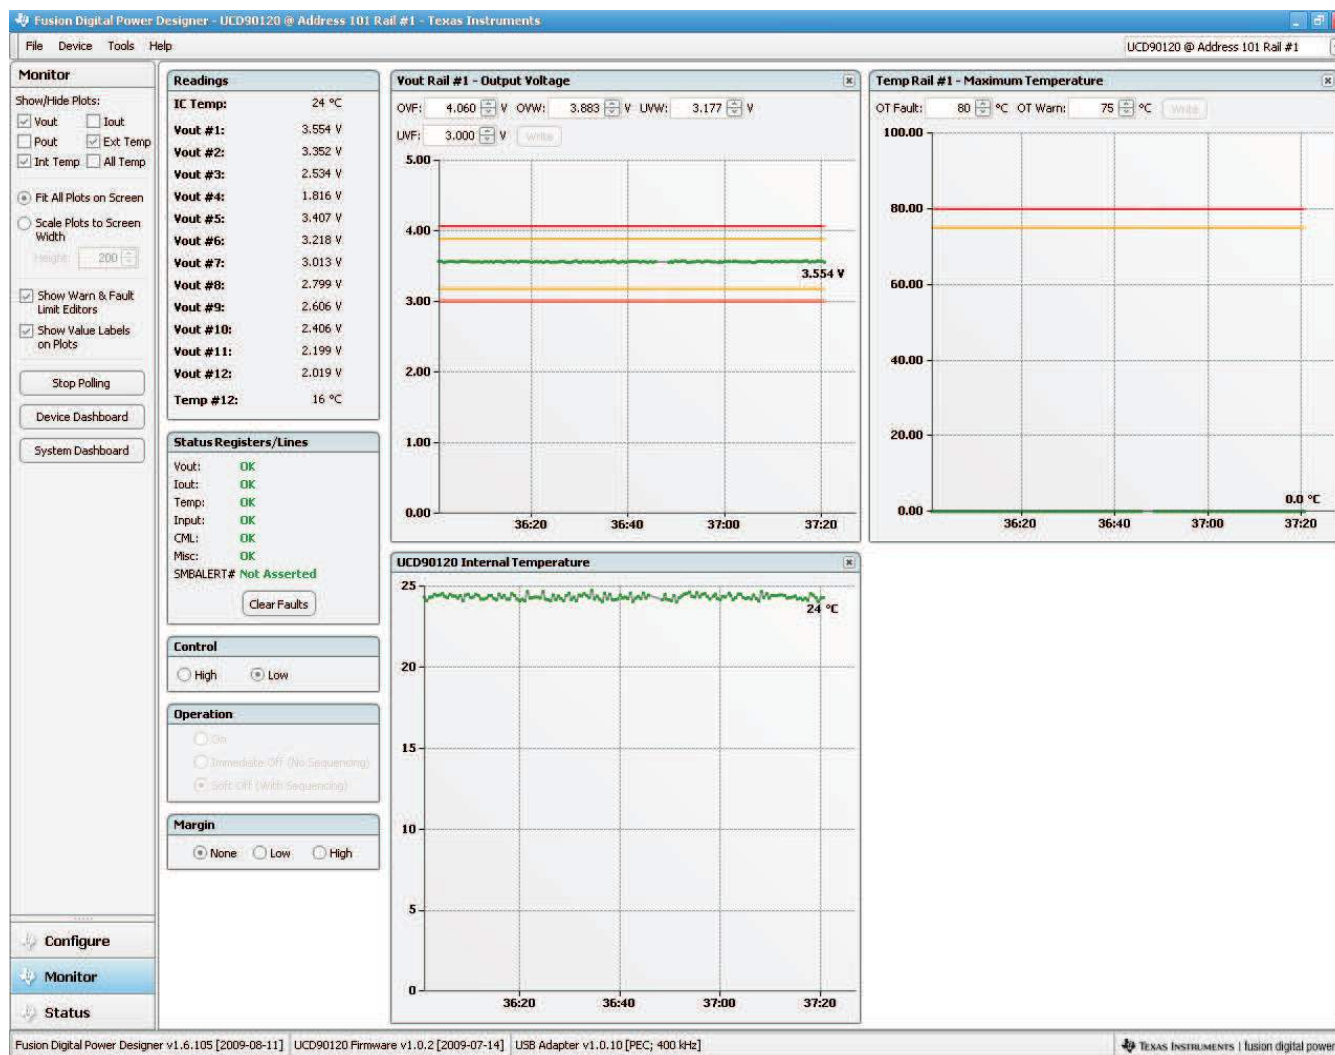 Fusion Digital Power Designer - UCD90120 @ Address 101 Rail #1 - Texas Instruments
File Device Tools Help
UCD90120 @ Address 101 Rail #1
Monitor
Show/Hide Plots:
Vout Iout
Pout Ext Temp
Int Temp All Temp
Fit All Plots on Screen
Scale Plots to Screen
Width
Height: 200
Show Warn & Fault
Limit Editors
Show Value Labels
on Plots
Stop Polling
Device Dashboard
System Dashboard
Configure
Monitor
Status
Readings
IC Temp: 24 °C
Vout #1: 3.554 V
Vout #2: 3.352 V
Vout #3: 2.534 V
Vout #4: 1.816 V
Vout #5: 3.407 V
Vout #6: 3.218 V
Vout #7: 3.013 V
Vout #8: 2.799 V
Vout #9: 2.606 V
Vout #10: 2.406 V
Vout #11: 2.199 V
Vout #12: 2.019 V
Temp #12: 16 °C
Status Registers/Lines
Vout: OK
Iout: OK
Temp: OK
Input: OK
CML: OK
Misc: OK
SMBALERT# Not Asserted
Clear Faults
Control
High Low
Operation
On
Immediate Off (No Sequencing)
Soft Off (With Sequencing)
Margin
None Low High
Vout Rail #1 - Output Voltage
OVF: 4.060 V OVW: 3.883 V UVW: 3.177 V
UVF: 3.000 V Write
5.00
4.00
3.554 V
3.00
2.00
1.00
0.00
36:20 36:40 37:00 37:20
Temp Rail #1 - Maximum Temperature
OT Fault: 80 °C OT Warn: 75 °C Write
100.00
80.00
60.00
40.00
20.00
0.0 °C
0.00
36:20 36:40 37:00 37:20
UCD90120 Internal Temperature
25
24 °C
20
15
10
5
0
36:20 36:40 37:00 37:20
Fusion Digital Power Designer v1.6.105 [2009-08-11] UCD90120 Firmware v1.0.2 [2009-07-14] USB Adapter v1.0.10 [PEC; 400 kHz]
TEXAS INSTRUMENTS | fusion digital power